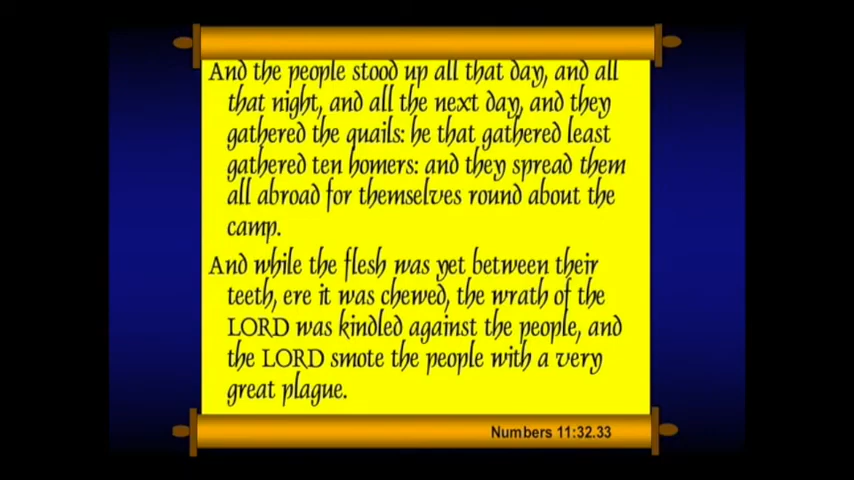 And the people stood up all that day, and all
that night, and all the next day, and they
gathered the quails: he that gathered least
gathered ten homers: and they spread them
all abroad for themselves round about the
camp.
And while the flesh was yet between their
teeth, ere it was chewed, the wrath of the
LORD was kindled against the people, and
the LORD smote the people with a very
great plague.
Numbers 11:32.33